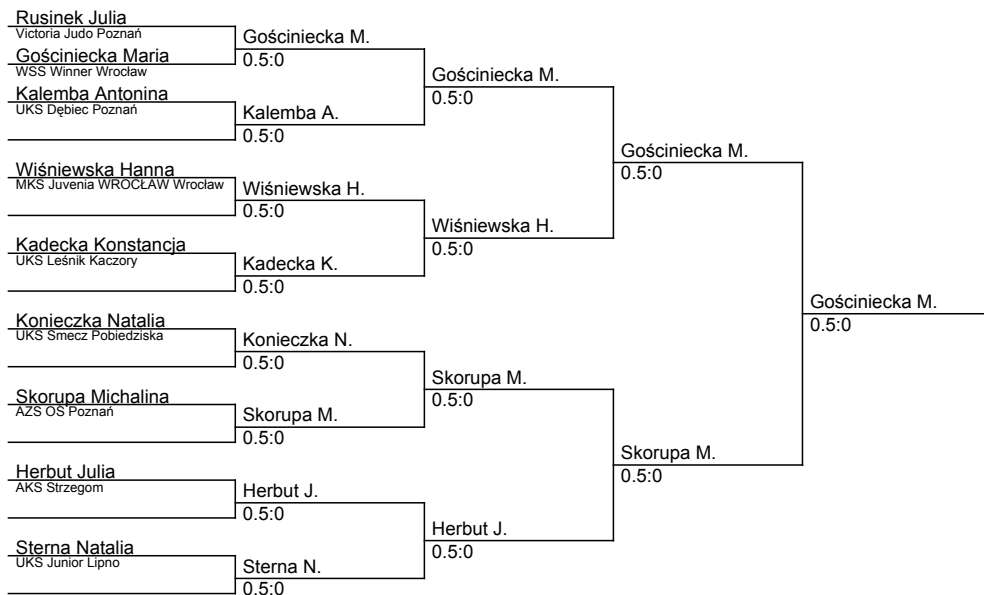 Rusinek Julia
Victoria Judo Poznań
Gościniecka Maria
WSS Winner Wrocław
Kalemba Antonina
UKS Dębiec Poznań
Wiśniewska Hanna
MKS Juvenia WROCŁAW Wrocław
Kadecka Konstancja
UKS Leśnik Kaczory
Konieczka Natalia
UKS Smecz Pobiedziska
Skorupa Michalina
AZS OŚ Poznań
Herbut Julia
AKS Strzegom
Sterna Natalia
UKS Junior Lipno
Gościniecka M.
0.5:0
Kalemba A.
0.5:0
Wiśniewska H.
0.5:0
Kadecka K.
0.5:0
Konieczka N.
0.5:0
Skorupa M.
0.5:0
Herbut J.
0.5:0
Sterna N.
0.5:0
Gościniecka M.
0.5:0
Wiśniewska H.
0.5:0
Skorupa M.
0.5:0
Herbut J.
0.5:0
Gościniecka M.
0.5:0
Skorupa M.
0.5:0
Gościniecka M.
0.5:0